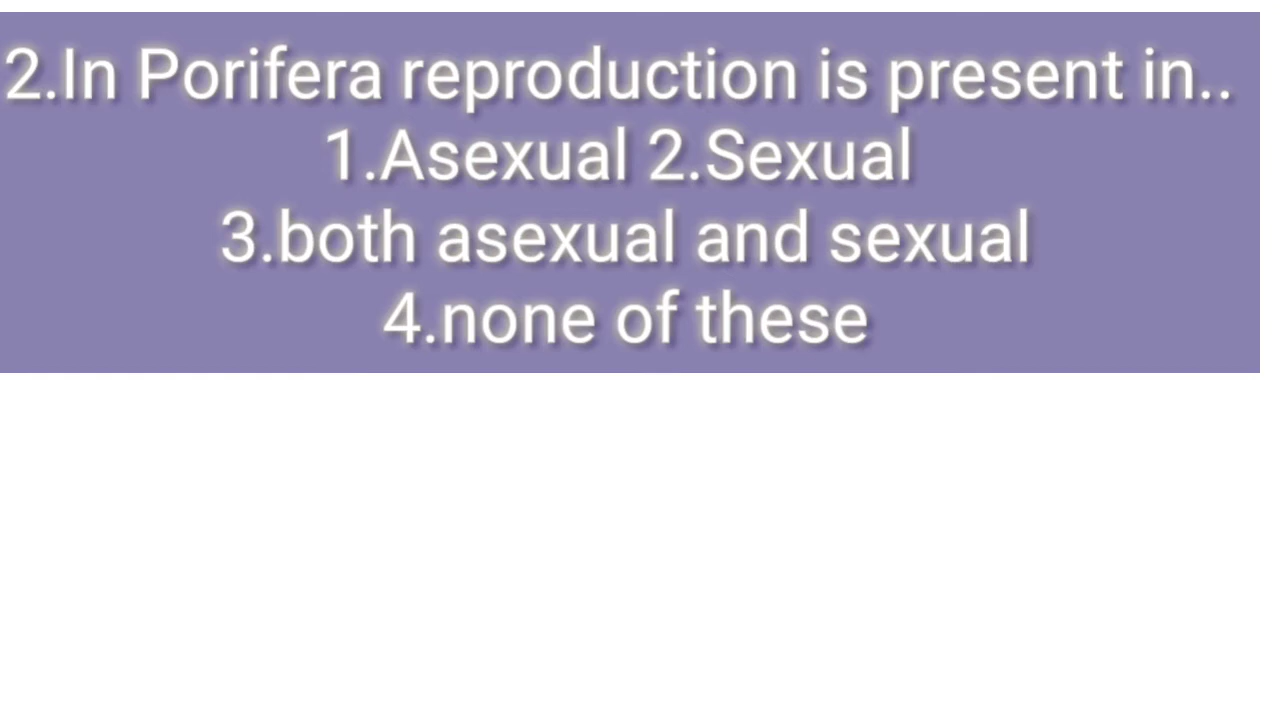 2.In Porifera reproduction is present in..
1.Asexual 2.Sexual
3.both asexual and sexual
4.none of these